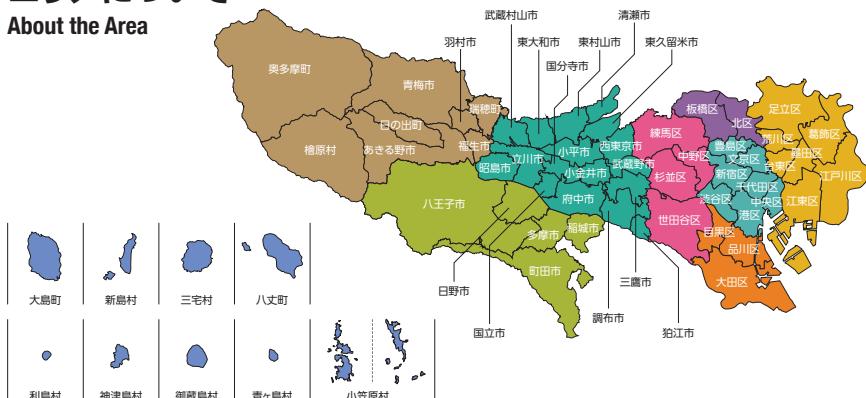 About the Area
武蔵村山市
清瀬市
羽村市
東大和市
東村山市
東久留米市
国分寺市
奥多摩町
青梅市
瑞穂町
日の出町
檜原村
あきる野市
福生市
昭島市
立川市
小平市
西東京市
武蔵野市
小金井市
府中市
練馬区
中野区
杉並区
世田谷区
板橋区
北区
豊島区
文京区
新宿区
千代田区
渋谷区
中央区
港区
足立区
荒川区
葛飾区
墨田区
台東区
江戸川区
江東区
目黒区
品川区
大田区
八王子市
多摩市
稲城市
町田市
日野市
国立市
三鷹市
調布市
狛江市
大島町
新島村
三宅村
八丈町
利島村
神津島村
御蔵島村
青ヶ島村
小笠原村